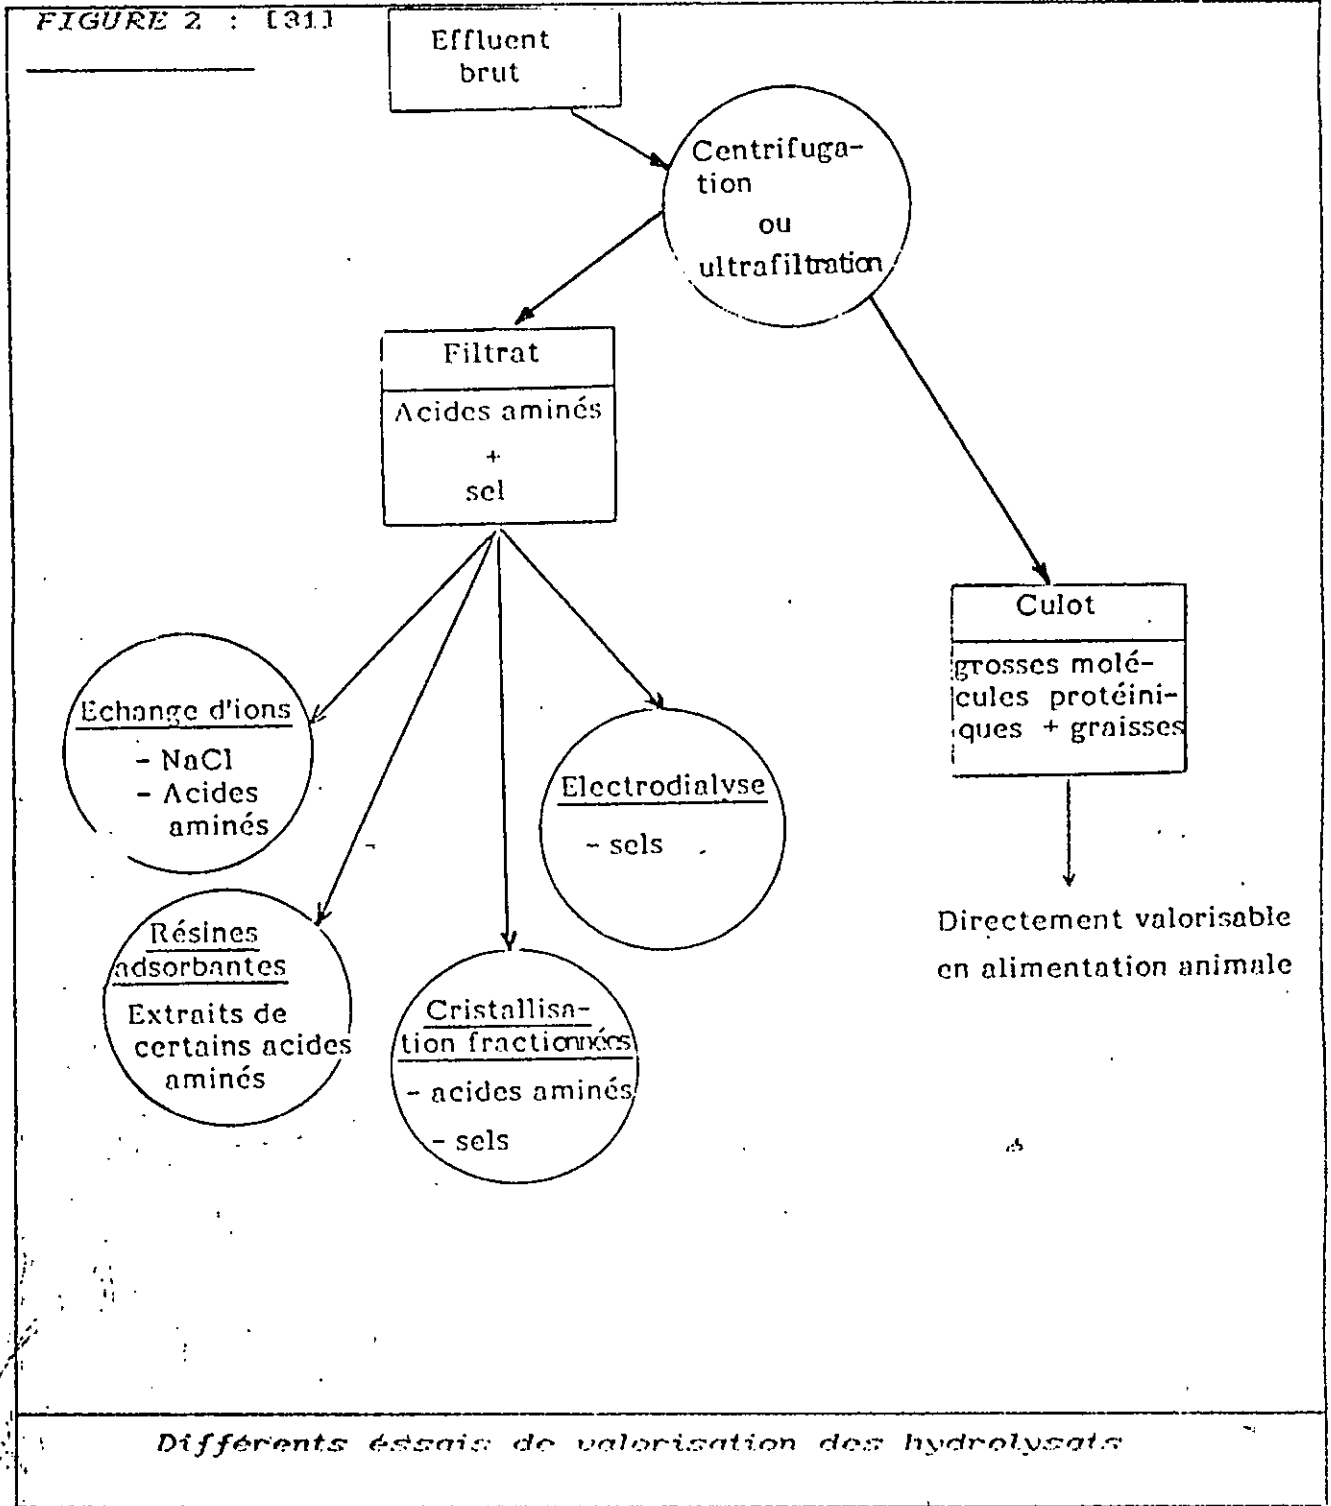 FIGURE 2 : [31]
Effluent
brut
Centrifuga-
tion
ou
ultrafiltration
Filtrat
Acides aminés
+
sel
Culot
grosses molé-
cules protéini-
ques + graisses
Echange d'ions
- NaCl
- Acides
aminés
Electrodialyse
- sels
Directement valorisable
en alimentation animale
Résines
adsorbantes
Extraits de
certains acides
aminés
Cristallisa-
tion fractionnées
- acides aminés
- sels
Différents éssais de valorisation des hydrolysats